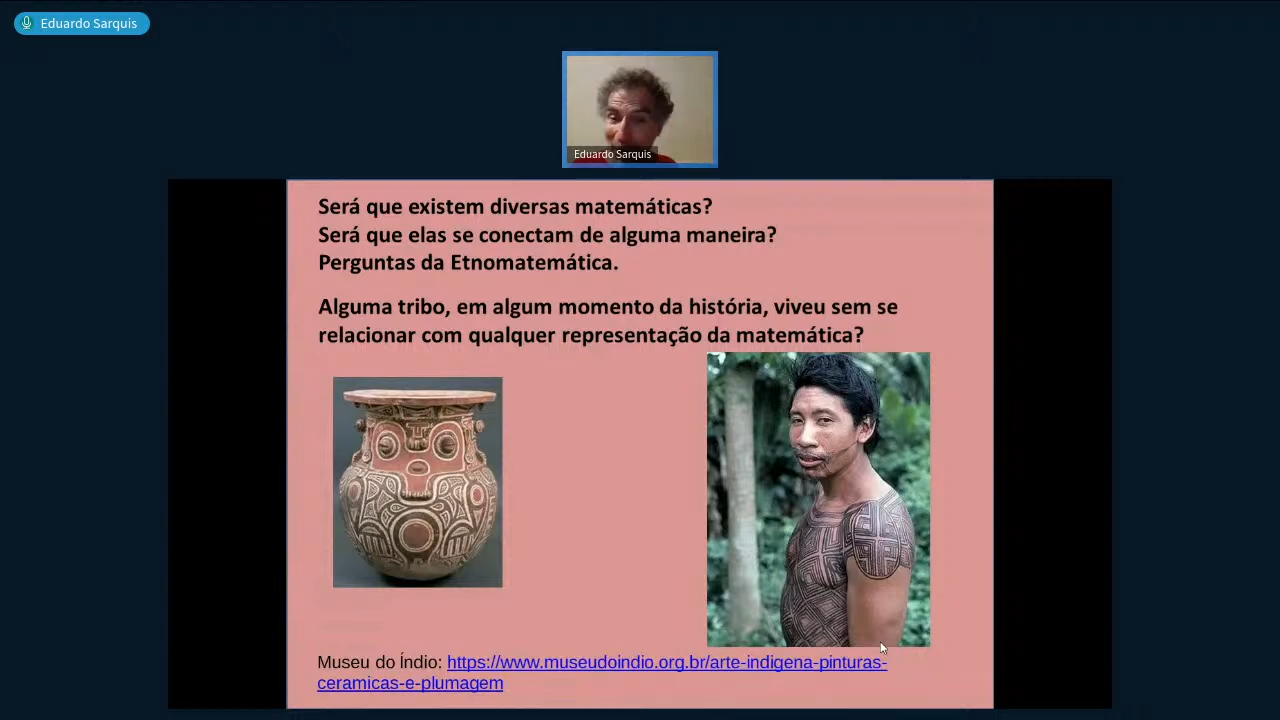 Eduardo Sarquis
Eduardo Sarquis
Será que existem diversas matemáticas?
Será que elas se conectam de alguma maneira?
Perguntas da Etnomatemática.
Alguma tribo, em algum momento da história, viveu sem se
relacionar com qualquer representação da matemática?
Museu do Índio: https://www.museudoindio.org.br/arte-indigena-pinturas-
ceramicas-e-plumagem